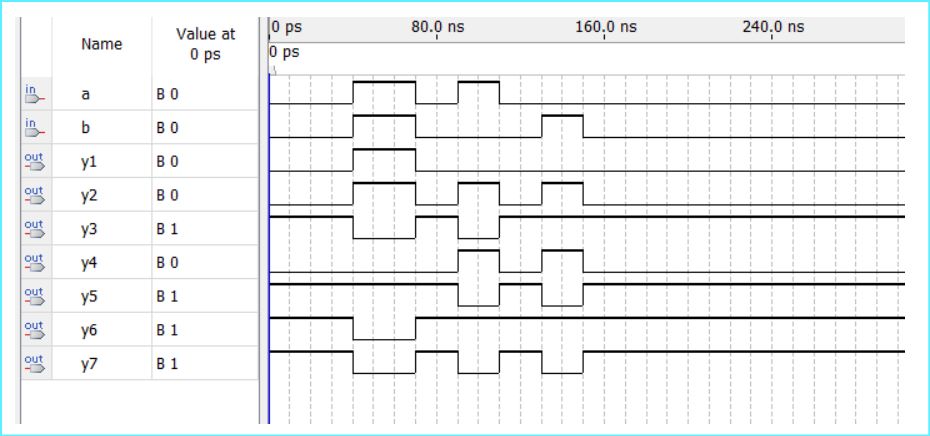 Name
Value at
0 ps
0 ps
80.0 ns
160.0 ns
240.0 ns
0 ps
in
a
B 0
in
b
B 0
out
y1
B 0
out
y2
B 0
out
y3
B 1
out
y4
B 0
out
y5
B 1
out
y6
B 1
out
y7
B 1